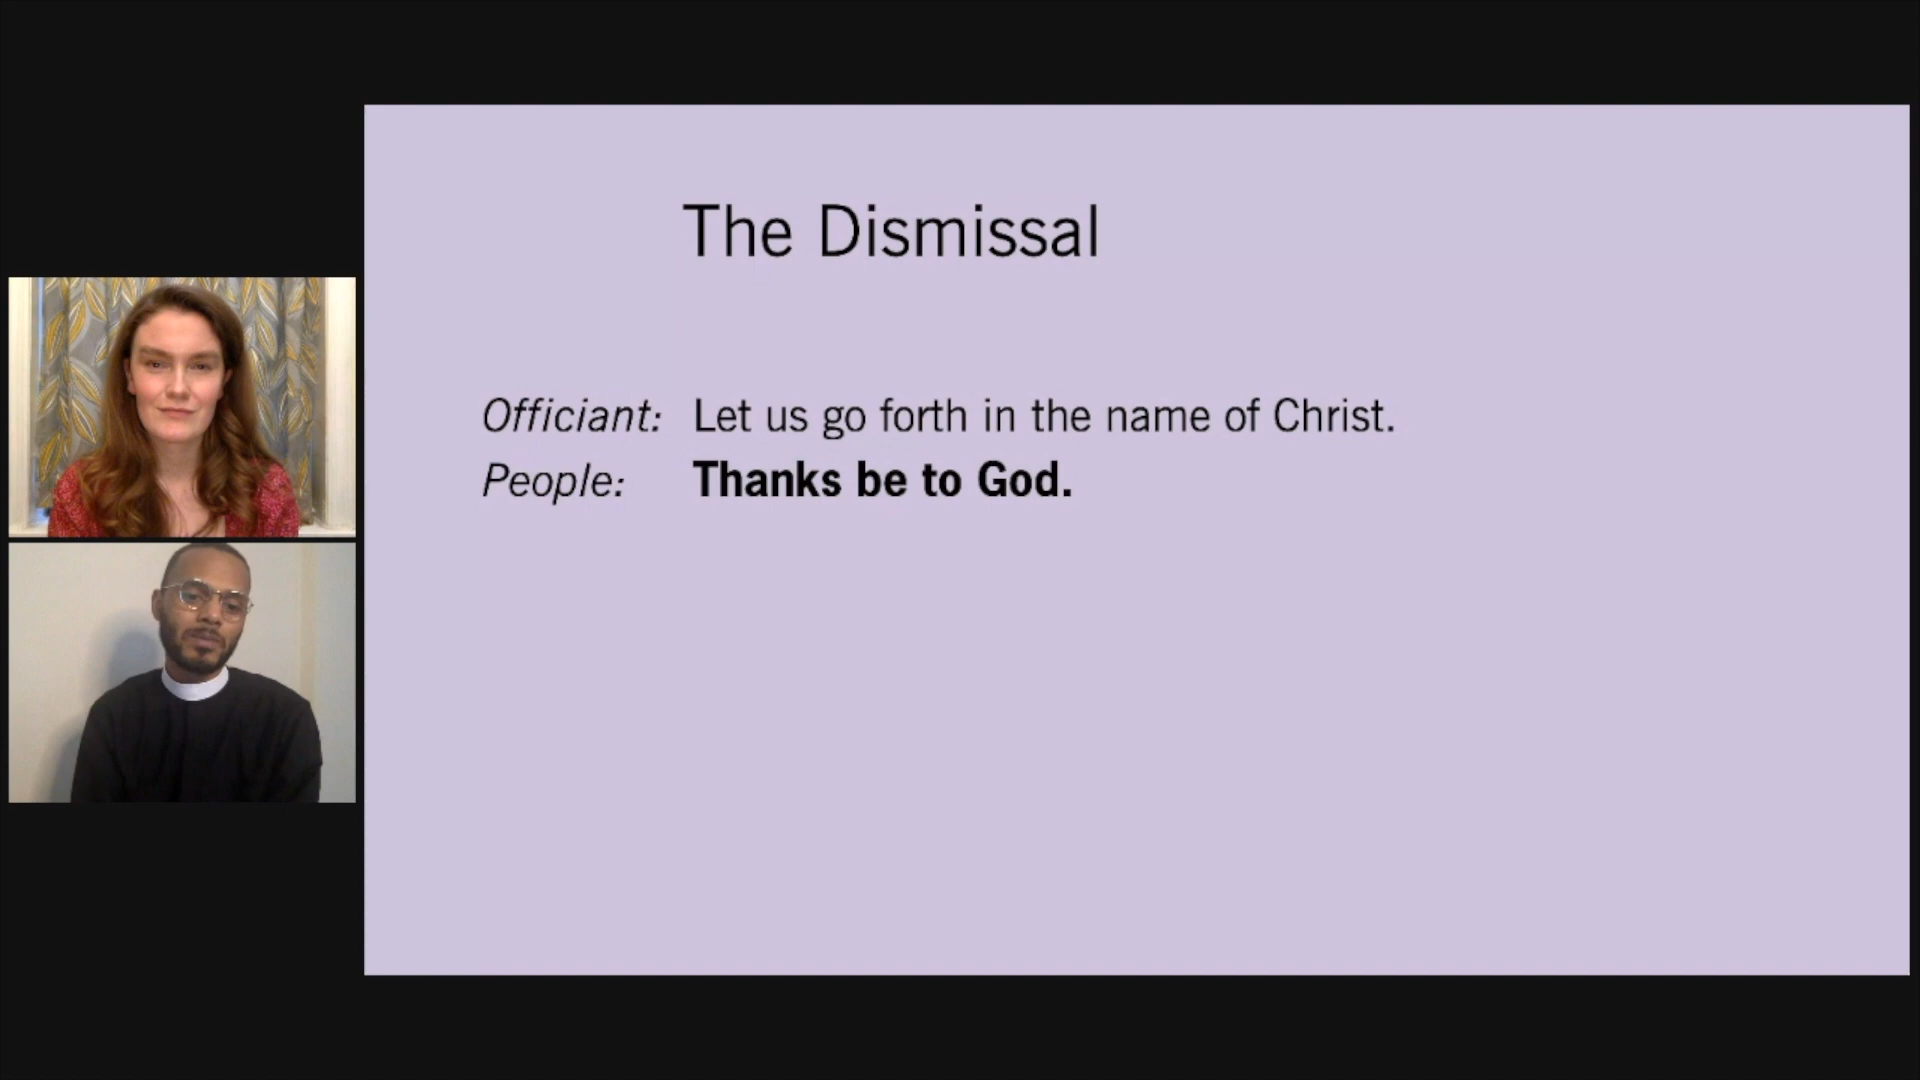 The Dismissal
Officiant: Let us go forth in the name of Christ.
People: Thanks be to God.